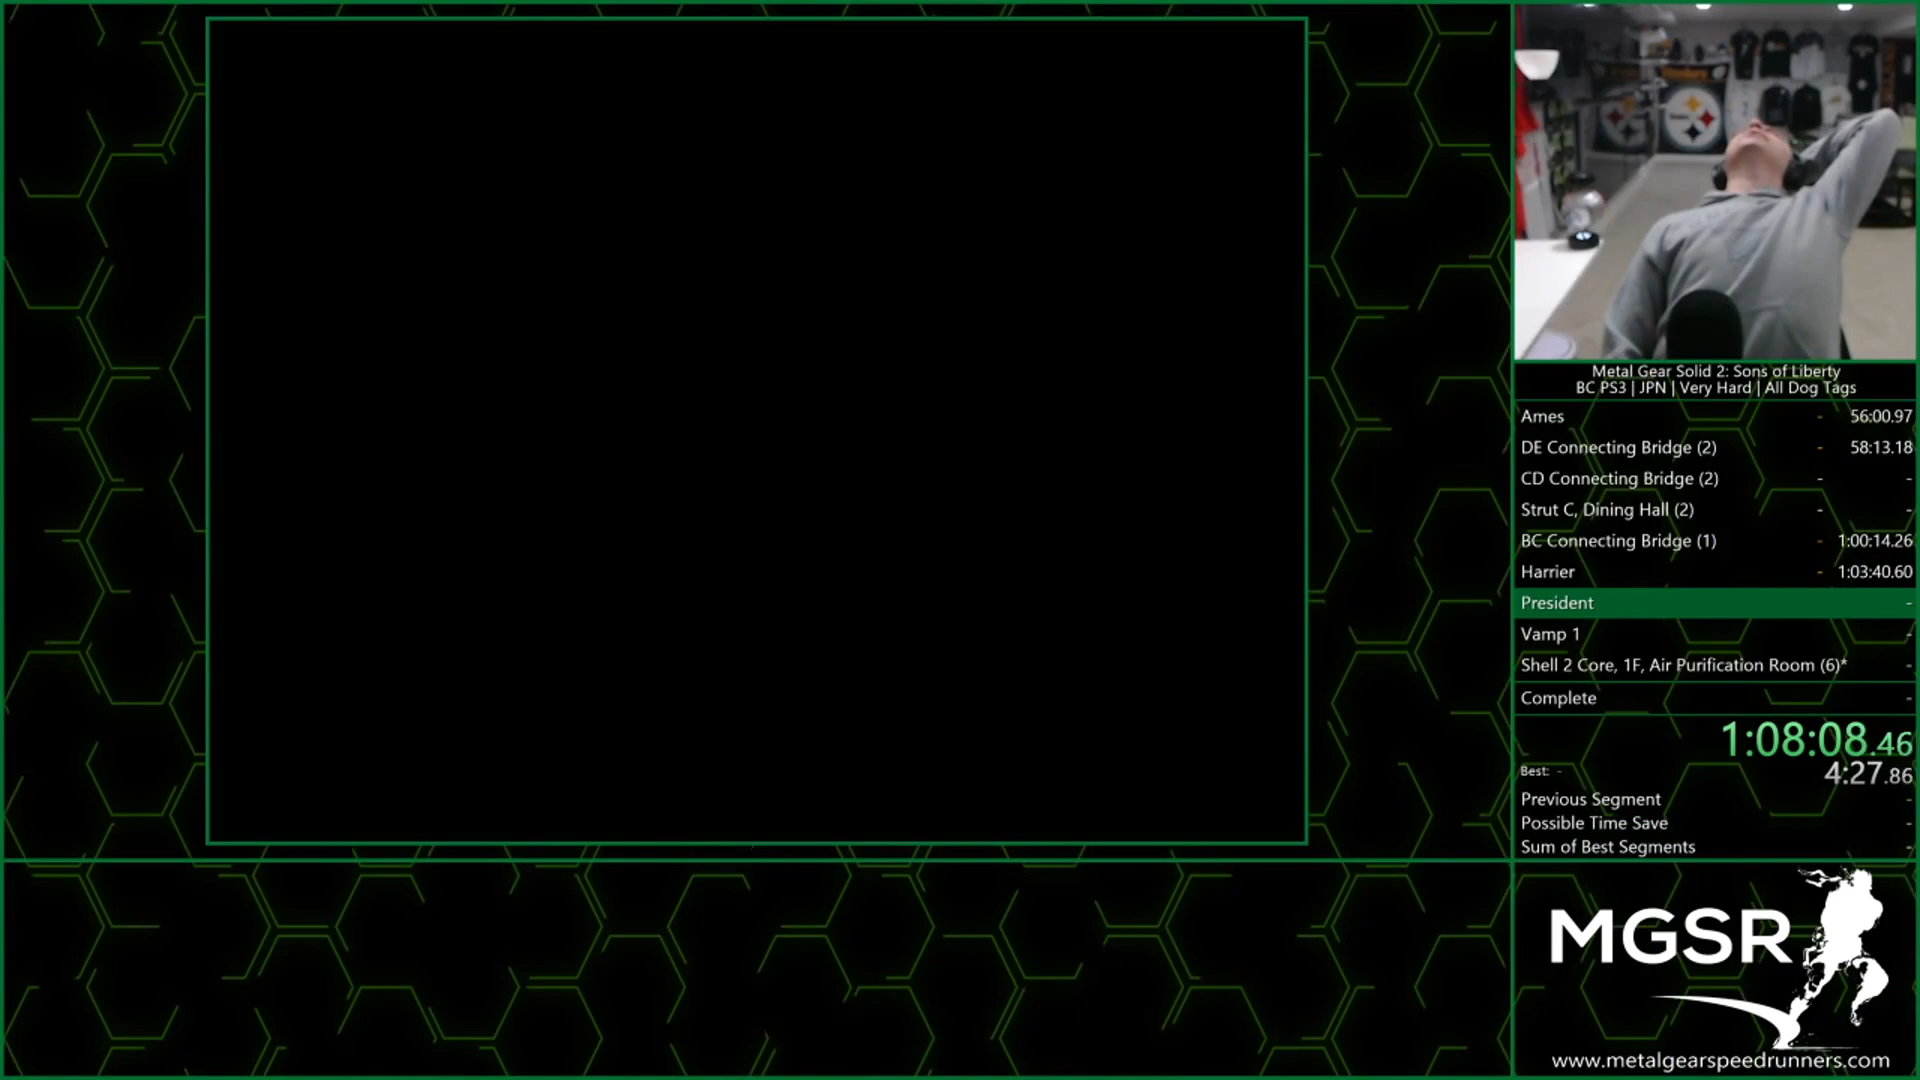 Metal Gear Solid 2: Sons of Liberty
BC PS3 | JPN | Very Hard | All Dog Tags
Ames - 56:00.97
DE Connecting Bridge (2) - 58:13.18
CD Connecting Bridge (2) - -
Strut C, Dining Hall (2) - -
BC Connecting Bridge (1) - 1:00:14.26
Harrier - 1:03:40.60
President -
Vamp 1 -
Shell 2 Core, 1F, Air Purification Room (6)* -
Complete -
1:08:08.46
Best: - 4:27.86
Previous Segment -
Possible Time Save -
Sum of Best Segments -
MGSR
www.metalgearspeedrunners.com